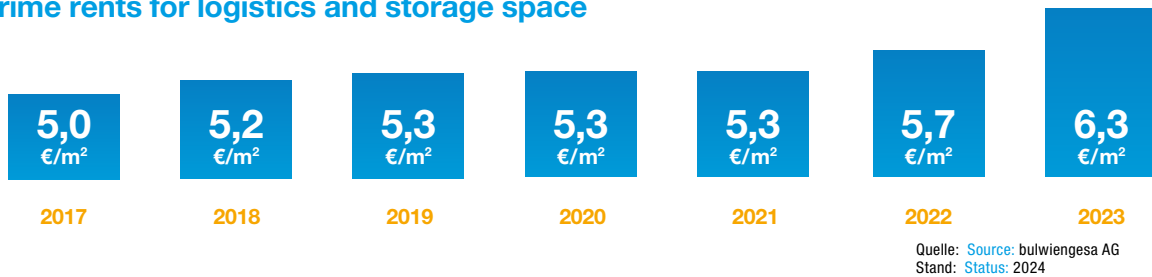 rime rents for logistics and storage space
5,0 5,2 5,3 5,3 5,3 5,7 6,3
€/m² €/m² €/m² €/m² €/m² €/m² €/m²
2017 2018 2019 2020 2021 2022 2023
Quelle: Source: bulwiengesa AG
Stand: Status: 2024